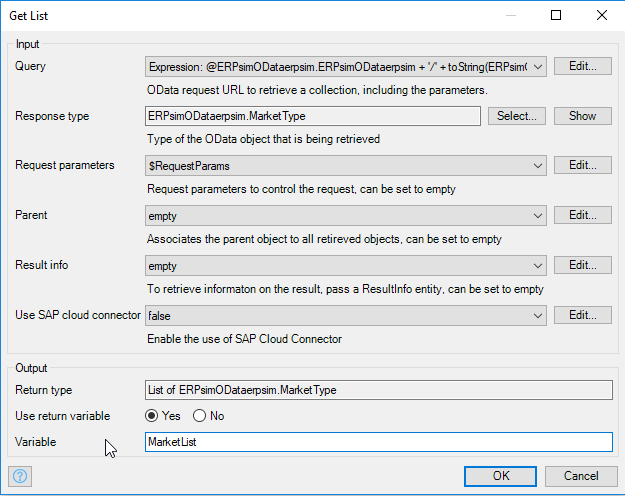 Get List
Input
Query
Expression: @ERPsimODataerpsim.ERPsimODataerpsim + '/' + toString(ERPsimO
Edit...
OData request URL to retrieve a collection, including the parameters.
Response type
ERPsimODataerpsim.MarketType
Select...
Show
Type of the OData object that is being retrieved
Request parameters
$RequestParams
Edit...
Request parameters to control the request, can be set to empty
Parent
empty
Edit...
Associates the parent object to all retireved objects, can be set to empty
Result info
empty
Edit...
To retrieve informaton on the result, pass a ResultInfo entity, can be set to empty
Use SAP cloud connector
false
Edit...
Enable the use of SAP Cloud Connector
Output
Return type
List of ERPsimODataerpsim.MarketType
Use return variable
Yes
No
Variable
MarketList
?
OK
Cancel